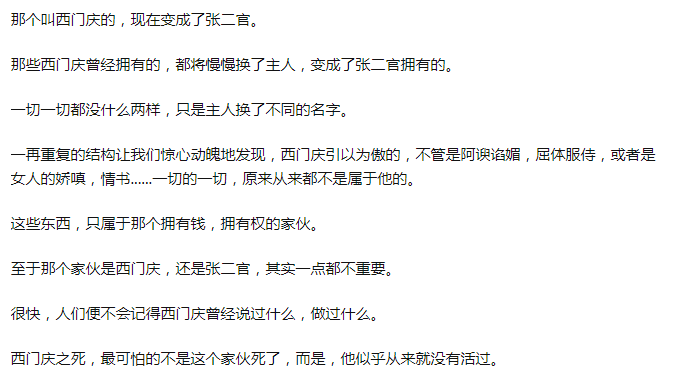 那个叫西门庆的，现在变成了张二官。
那些西门庆曾经拥有的，都将慢慢换了主人，变成了张二官拥有的。
一切一切都没什么两样，只是主人换了不同的名字。
一再重复的结构让我们惊心动魄地发现，西门庆引以为傲的，不管是阿谀谄媚，屈体服侍，或者是
女人的娇嗔，情书……一切的一切，原来从来都不是属于他的。
这些东西，只属于那个拥有钱，拥有权的家伙。
至于那个家伙是西门庆，还是张二官，其实一点都不重要。
很快，人们便不会记得西门庆曾经说过什么，做过什么。
西门庆之死，最可怕的不是这个家伙死了，而是，他似乎从来就没有活过。